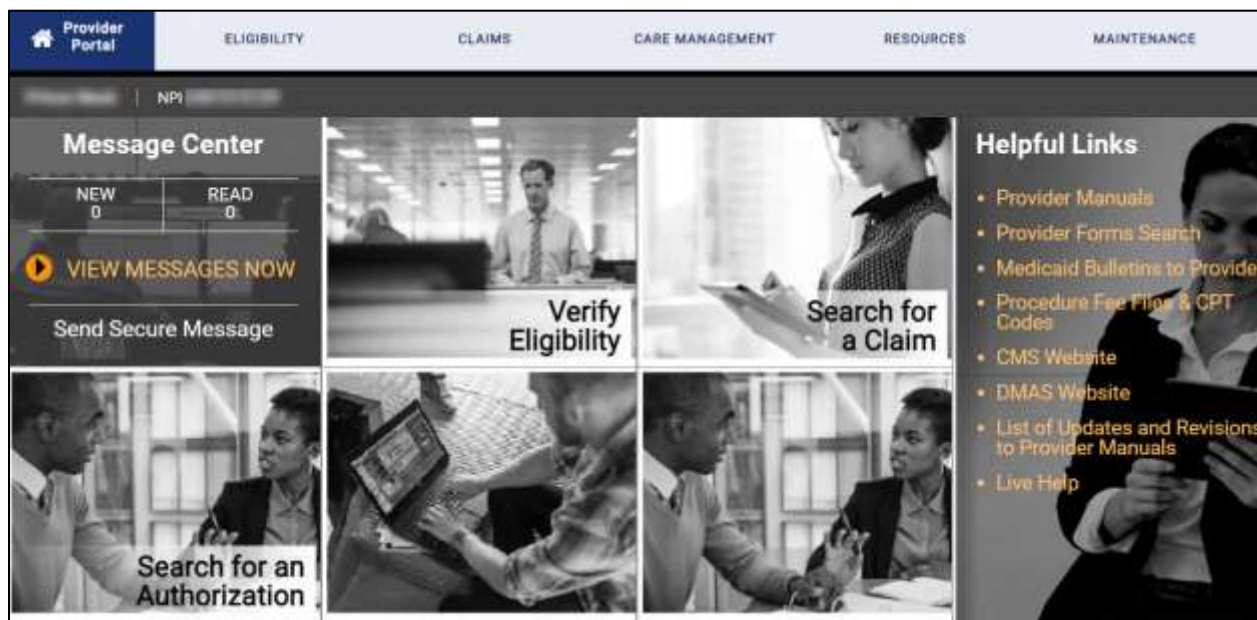 Provider
Portal
ELIGIBILITY
CLAIMS
CARE MANAGEMENT
RESOURCES
MAINTENANCE
NPI
Message Center
NEW
0
READ
0
VIEW MESSAGES NOW
Send Secure Message
Verify
Eligibility
Search for
a Claim
Search for an
Authorization
Helpful Links
• Provider Manuals
• Provider Forms Search
• Medicaid Bulletins to Provide
• Procedure Fee Files & CPT
Codes
• CMS Website
• DMAS Website
• List of Updates and Revisions
to Provider Manuals
• Live Help